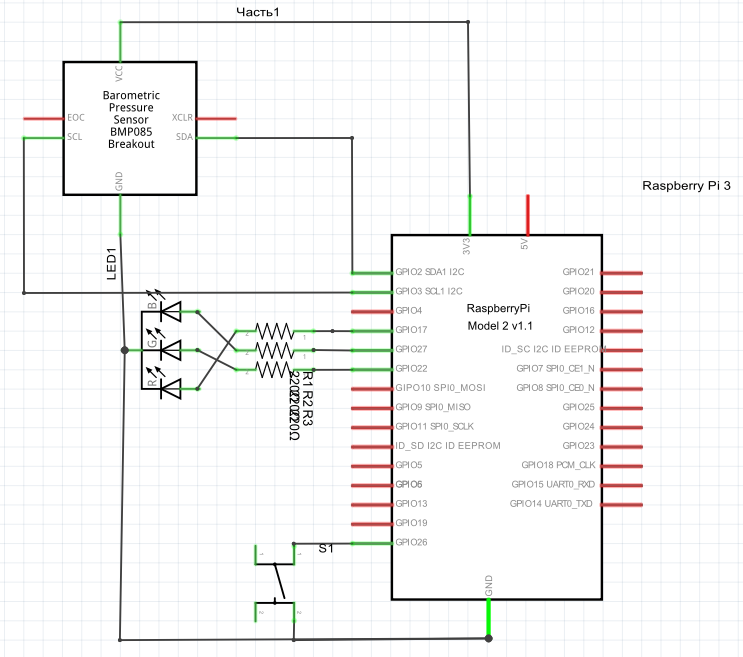 Часть1
VCC
Barometric
Pressure
Sensor
BMP085
Breakout
EOC
XCLR
SCL
SDA
GND
Raspberry Pi 3
3V3
5V
LED1
RaspberryPi
Model 2 v1.1
GPIO2 SDA1 I2C
GPIO21
GPIO3 SCL1 I2C
GPIO20
GPIO4
GPIO16
GPIO17
GPIO12
GPIO27
ID_SC I2C ID EEPROM
GPIO22
GPIO7 SPI0_CE1_N
GIPO10 SPI0_MOSI
GPIO8 SPI0_CE0_N
GPIO9 SPI0_MISO
GPIO25
GPIO11 SPI0_SCLK
GPIO24
ID_SD I2C ID EEPROM
GPIO23
GPIO5
GPIO18 PCM_CLK
GPIO6
GPIO15 UART0_RXD
GPIO13
GPIO14 UART0_TXD
GPIO19
GPIO26
B
G
R
2
1
2
1
2
1
R1 R2 R3
S1
1
1
2
2
GND